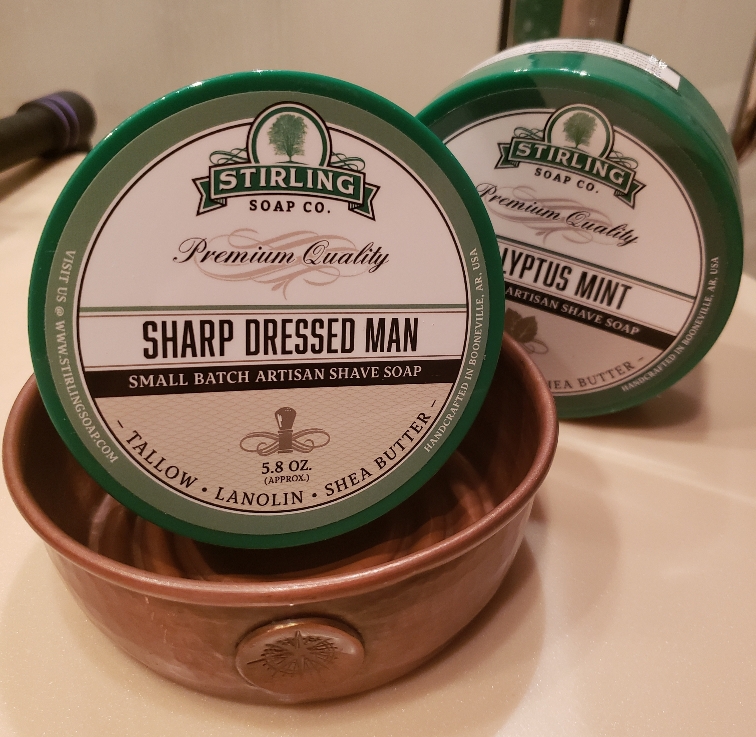 STIRLING
SOAP CO.
Premium Quality
SHARP DRESSED MAN
SMALL BATCH ARTISAN SHAVE SOAP
5.8 OZ.
(APPROX.)
- TALLOW • LANOLIN • SHEA BUTTER -
VISIT US @ WWW.STIRLINGSOAP.COM
HANDCRAFTED IN BOONEVILLE, AR, USA
STIRLING
SOAP CO.
Premium Quality
LYPTUS MINT
ARTISAN SHAVE SOAP
HEA BUTTER -
HANDCRAFTED IN BOONEVILLE, AR, USA